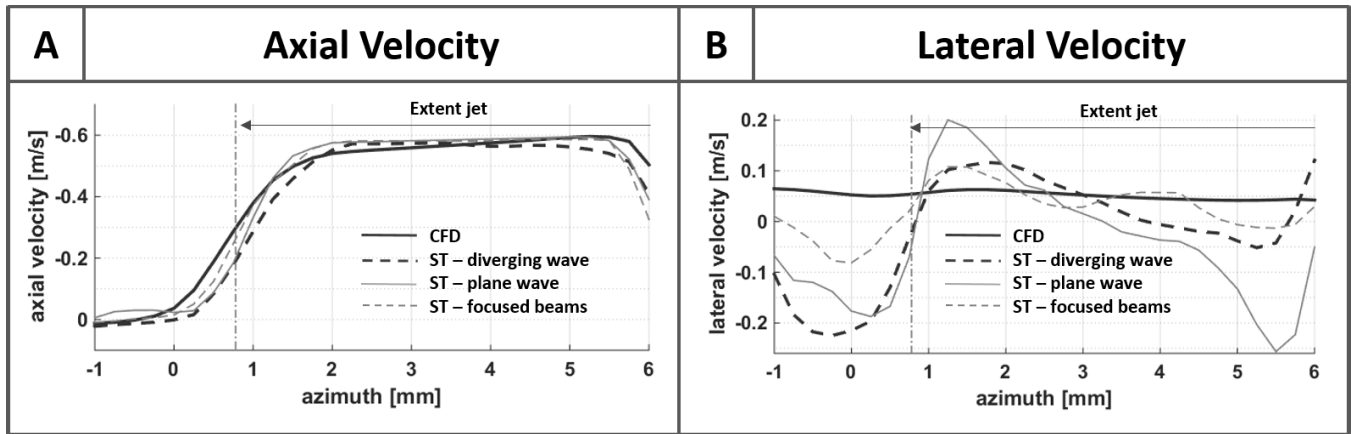 A
Axial Velocity
Extent jet
-0.6
-0.4
-0.2
0
axial velocity [m/s]
CFD
ST – diverging wave
ST – plane wave
ST – focused beams
-1 0 1 2 3 4 5 6
azimuth [mm]
B
Lateral Velocity
Extent jet
0.2
0.1
0
-0.1
-0.2
lateral velocity [m/s]
CFD
ST – diverging wave
ST – plane wave
ST – focused beams
-1 0 1 2 3 4 5 6
azimuth [mm]